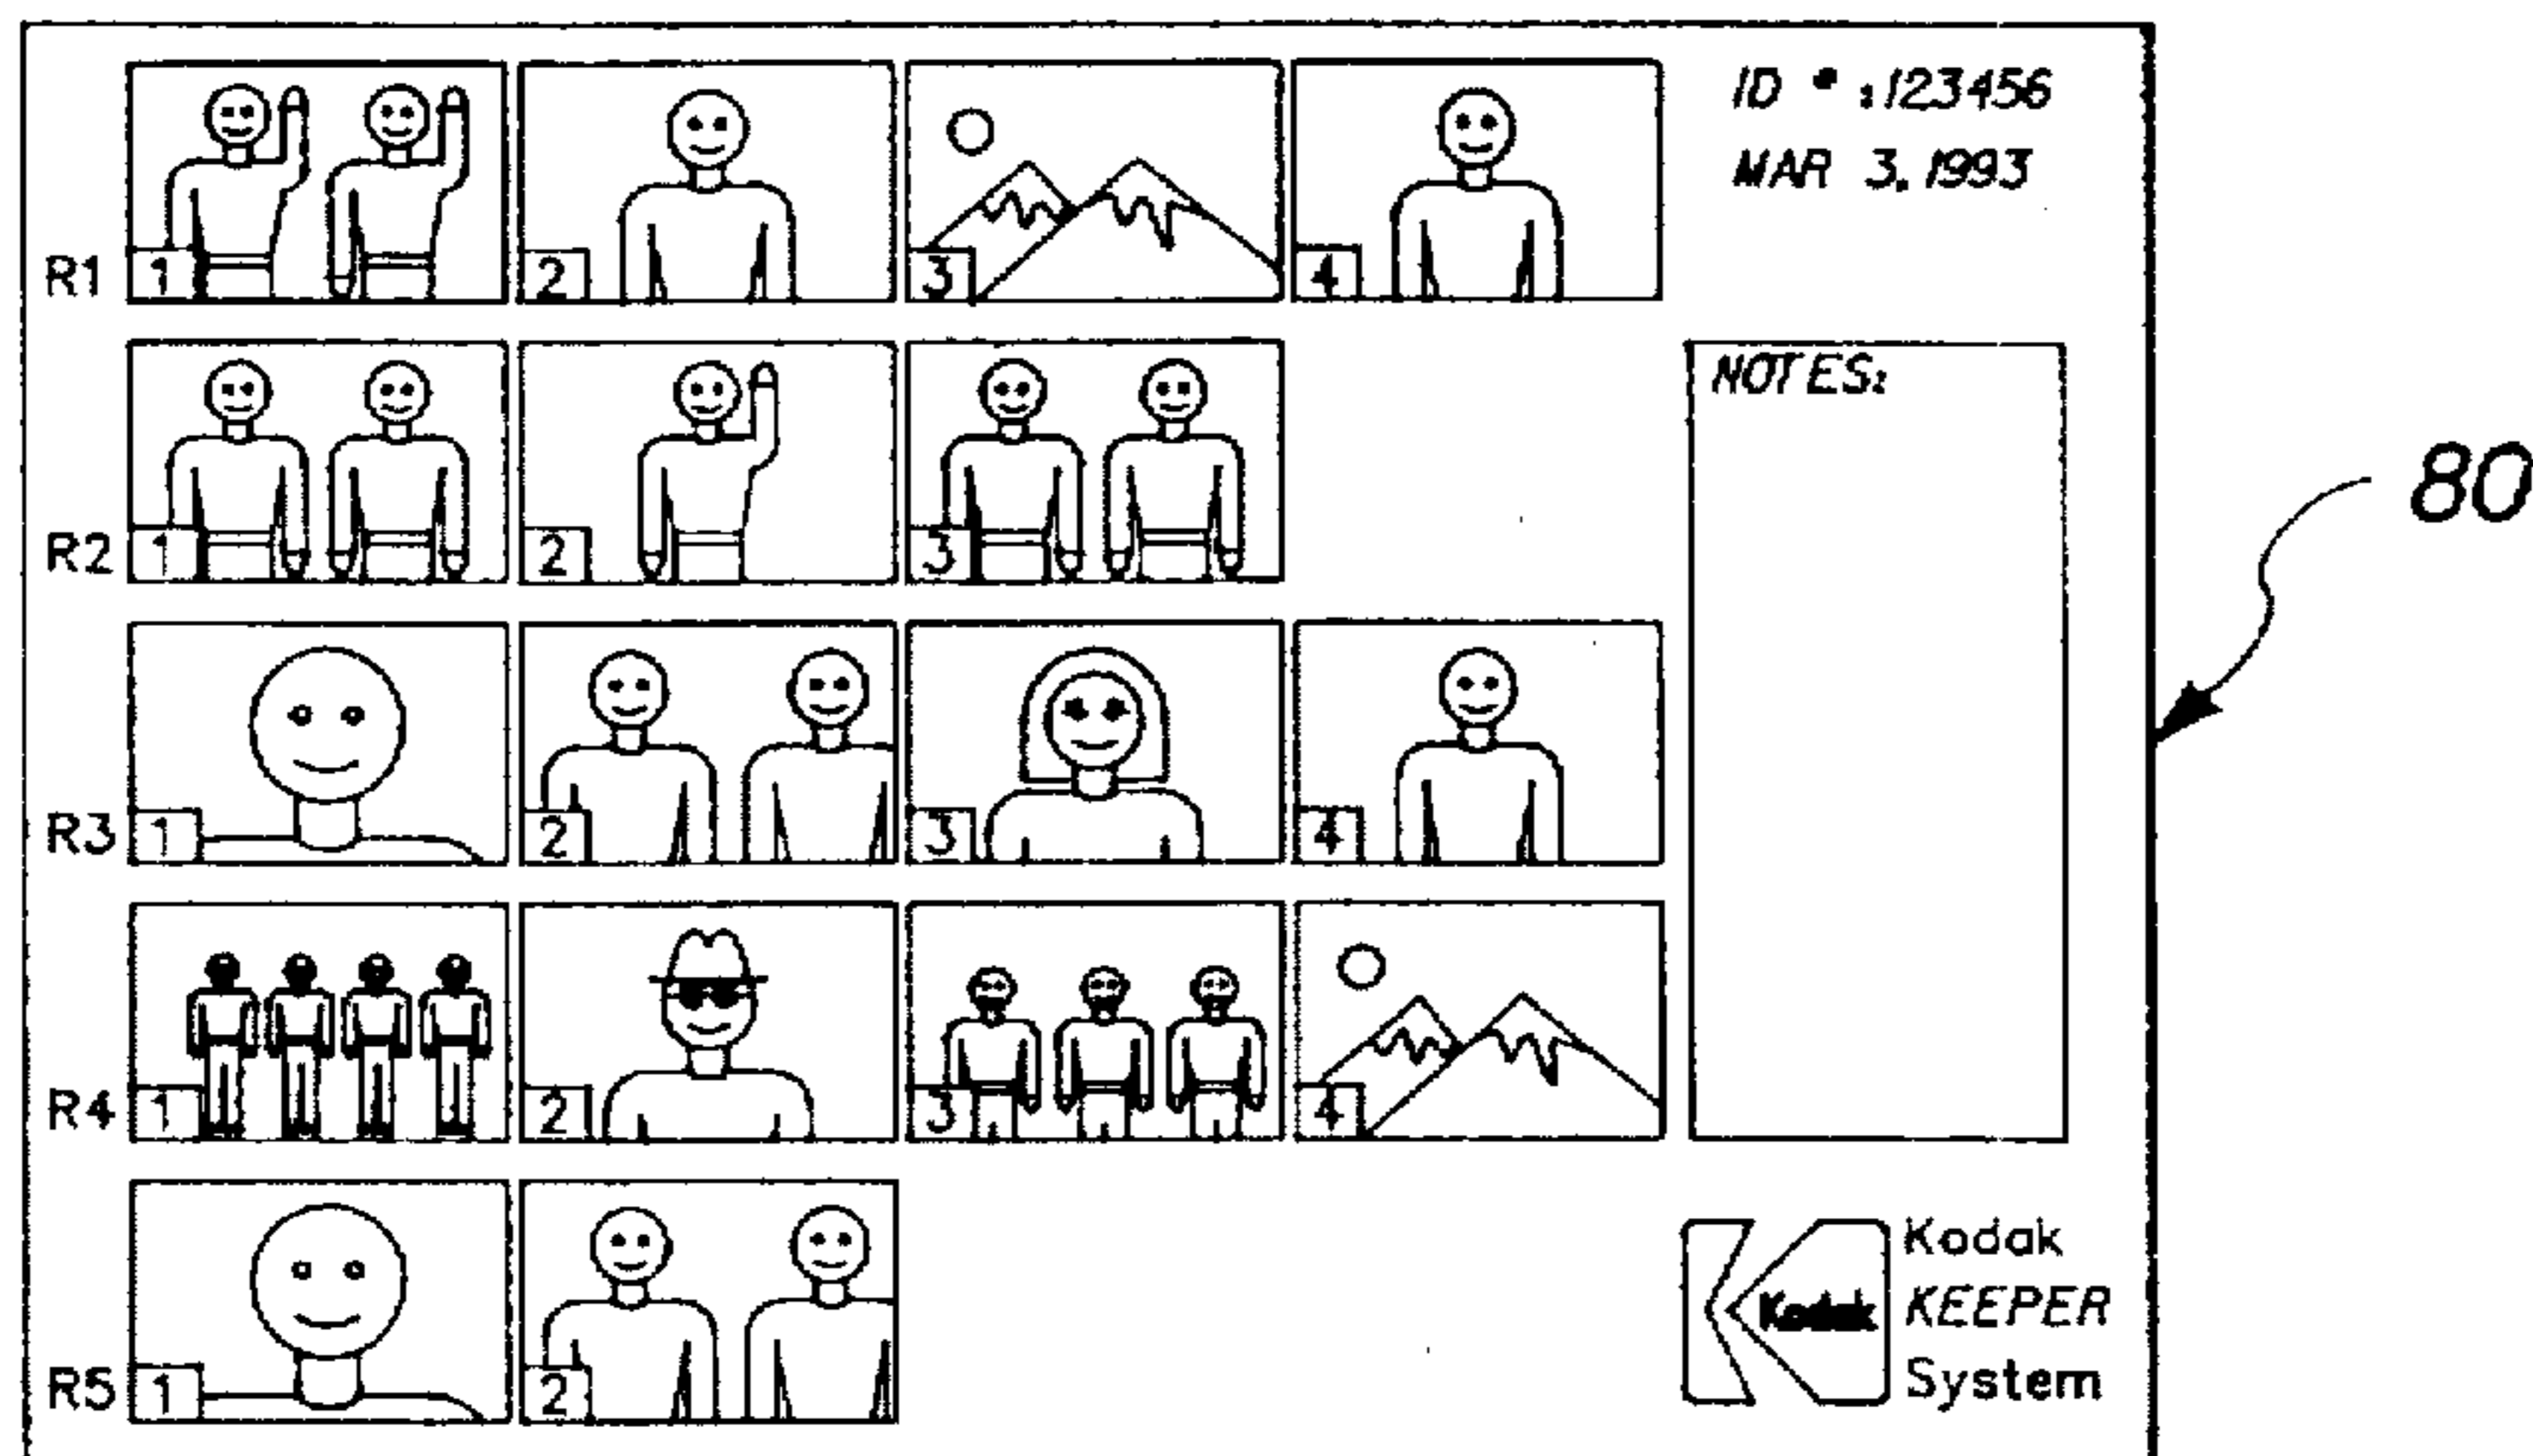 ID # :123456
MAR 3, 1993
R1 1 2 3 4
NOTES:
R2 1 2 3
80
R3 1 2 3 4
R4 1 2 3 4
R5 1 2
Kodak
Kodak
KEEPER
System